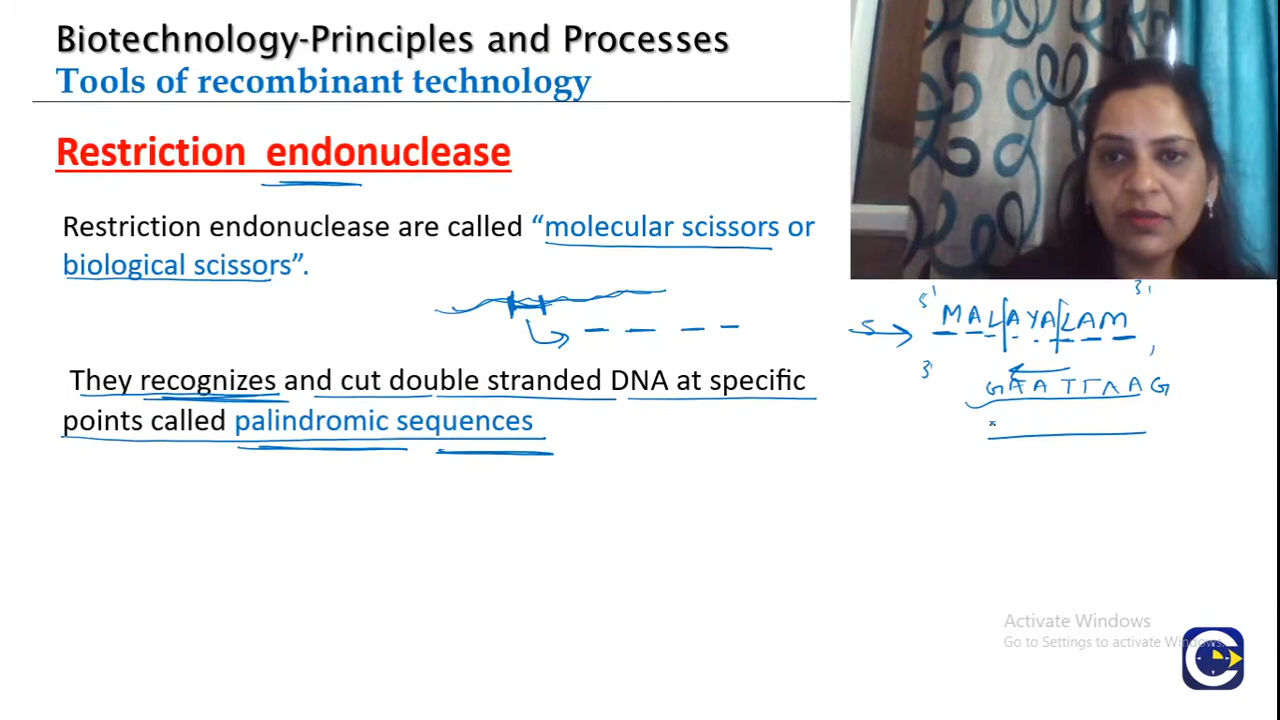 Biotechnology-Principles and Processes
Tools of recombinant technology
Restriction endonuclease
Restriction endonuclease are called “molecular scissors or
biological scissors”.
5' MALAYALAM 3'
3'
GAATTAAG
They recognizes and cut double stranded DNA at specific
points called palindromic sequences
Activate Windows
Go to Settings to activate Windows.